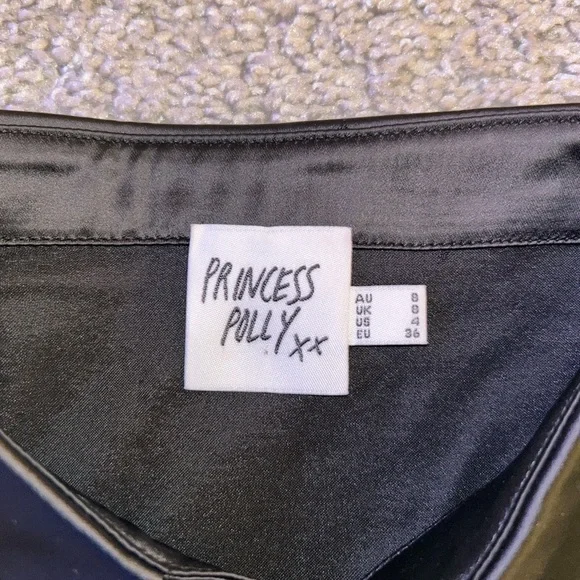 PRINCESS
POLLY xx
AU 8
UK 8
US 4
EU 36